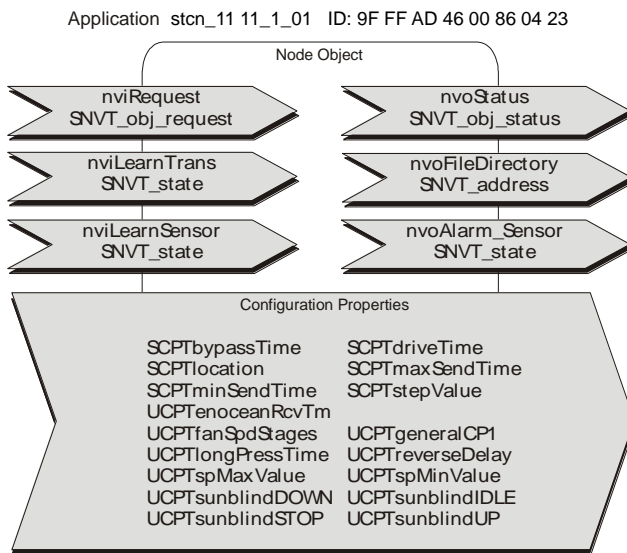 Application stcn_11 11_1_01 ID: 9F FF AD 46 00 86 04 23
Node Object
nviRequest
SNVT_obj_request
nvoStatus
SNVT_obj_status
nviLearnTrans
SNVT_state
nvoFileDirectory
SNVT_address
nviLearnSensor
SNVT_state
nvoAlarm_Sensor
SNVT_state
Configuration Properties
SCPTbypassTime SCPTdriveTime
SCPTlocation SCPTmaxSendTime
SCPTminSendTime SCPTstepValue
UCPTenoceanRcvTm
UCPTfanSpdStages UCPTgeneralCP1
UCPTlongPressTime UCPTreverseDelay
UCPTspMaxValue UCPTspMinValue
UCPTsunblindDOWN UCPTsunblindIDLE
UCPTsunblindSTOP UCPTsunblindUP